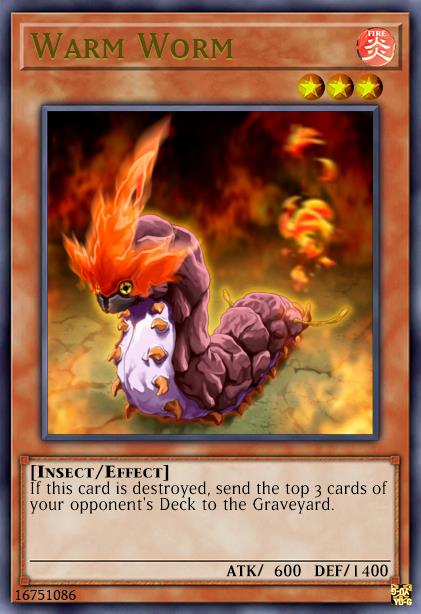 Warm Worm
FIRE
炎
[Insect/Effect]
If this card is destroyed, send the top 3 cards of
your opponent's Deck to the Graveyard.
ATK/ 600 DEF/1400
16751086